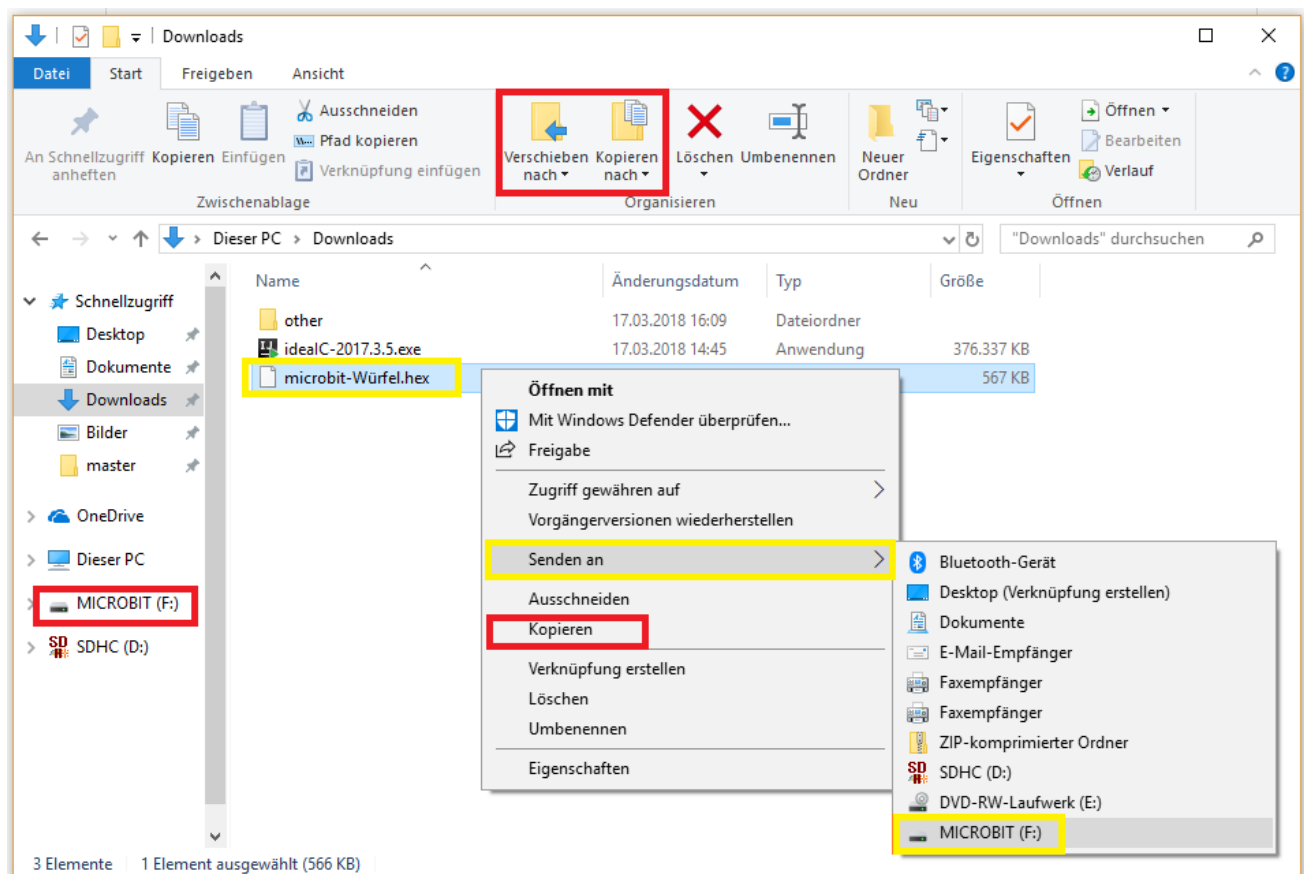 Downloads
Datei Start Freigeben Ansicht
An Schnellzugriff anheften
Kopieren
Einfügen
Ausschneiden
Pfad kopieren
Verknüpfung einfügen
Verschieben nach
Kopieren nach
Löschen
Umbenennen
Neuer Ordner
Eigenschaften
Öffnen
Bearbeiten
Verlauf
Zwischenablage Organisieren Neu Öffnen
Dieser PC Downloads
"Downloads" durchsuchen
Schnellzugriff
Desktop
Dokumente
Downloads
Bilder
master
OneDrive
Dieser PC
MICROBIT (F:)
SDHC (D:)
Name Änderungsdatum Typ Größe
other 17.03.2018 16:09 Dateiordner
idealC-2017.3.5.exe 17.03.2018 14:45 Anwendung 376.337 KB
microbit-Würfel.hex 567 KB
Öffnen mit
Mit Windows Defender überprüfen...
Freigabe
Zugriff gewähren auf
Vorgängerversionen wiederherstellen
Senden an
Ausschneiden
Kopieren
Verknüpfung erstellen
Löschen
Umbenennen
Eigenschaften
Bluetooth-Gerät
Desktop (Verknüpfung erstellen)
Dokumente
E-Mail-Empfänger
Faxempfänger
Faxempfänger
ZIP-komprimierter Ordner
SDHC (D:)
DVD-RW-Laufwerk (E:)
MICROBIT (F:)
3 Elemente 1 Element ausgewählt (566 KB)